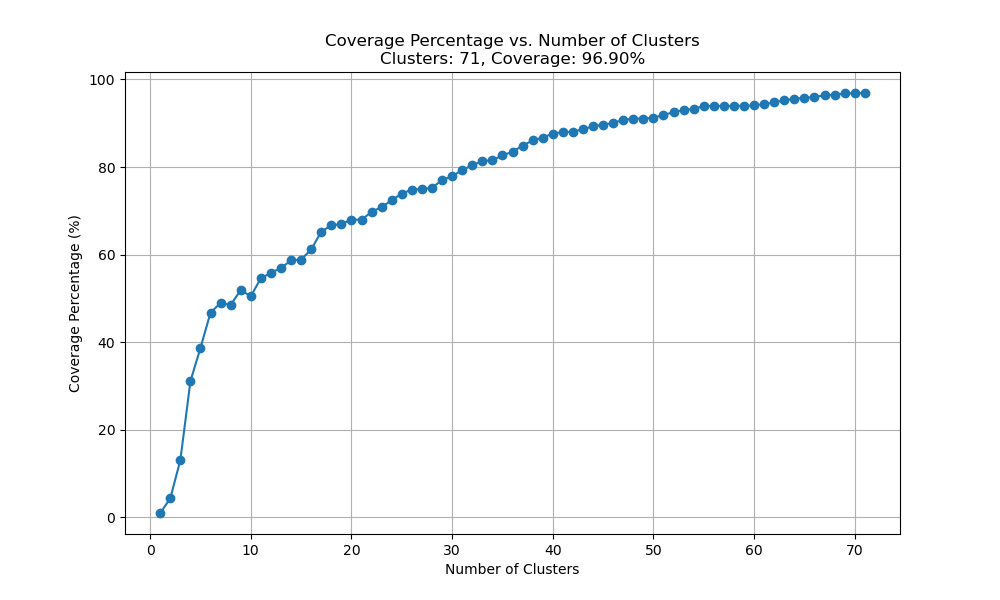 Coverage Percentage vs. Number of Clusters
Clusters: 71, Coverage: 96.90%
100
80
60
40
20
0
Coverage Percentage (%)
0 10 20 30 40 50 60 70
Number of Clusters